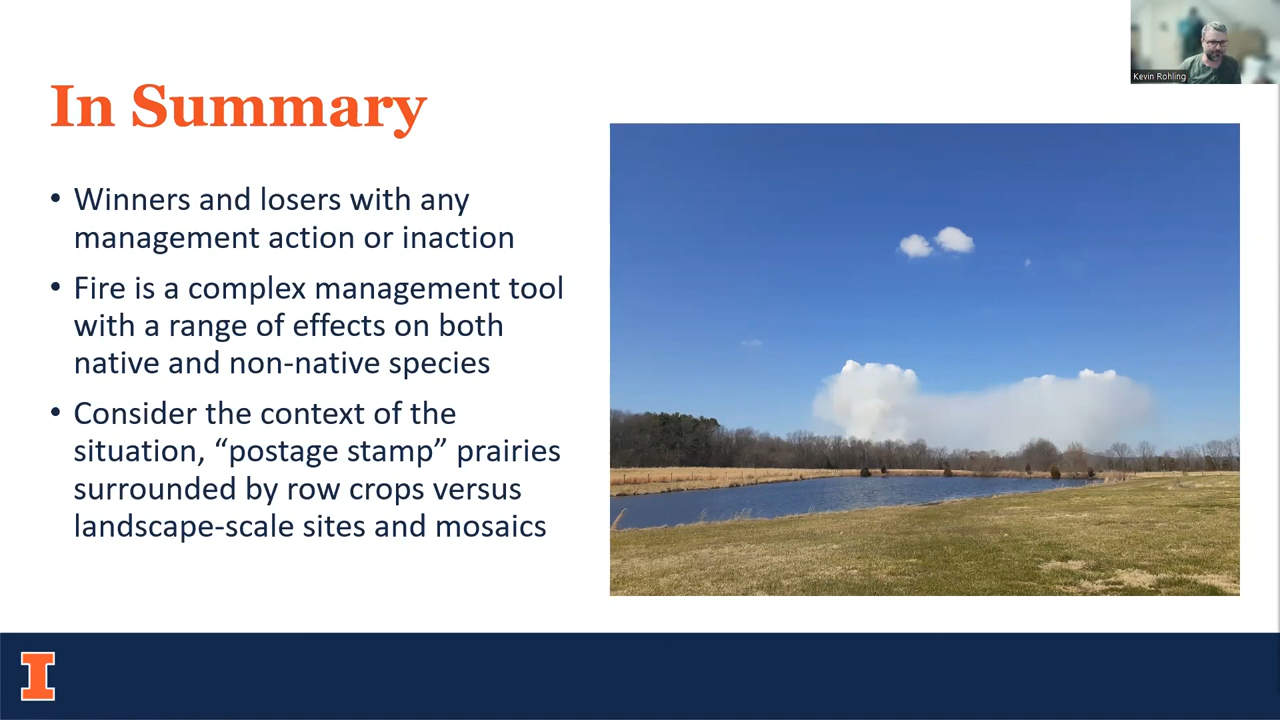 Kevin Rohling
In Summary
• Winners and losers with any
management action or inaction
• Fire is a complex management tool
with a range of effects on both
native and non-native species
• Consider the context of the
situation, “postage stamp” prairies
surrounded by row crops versus
landscape-scale sites and mosaics
I